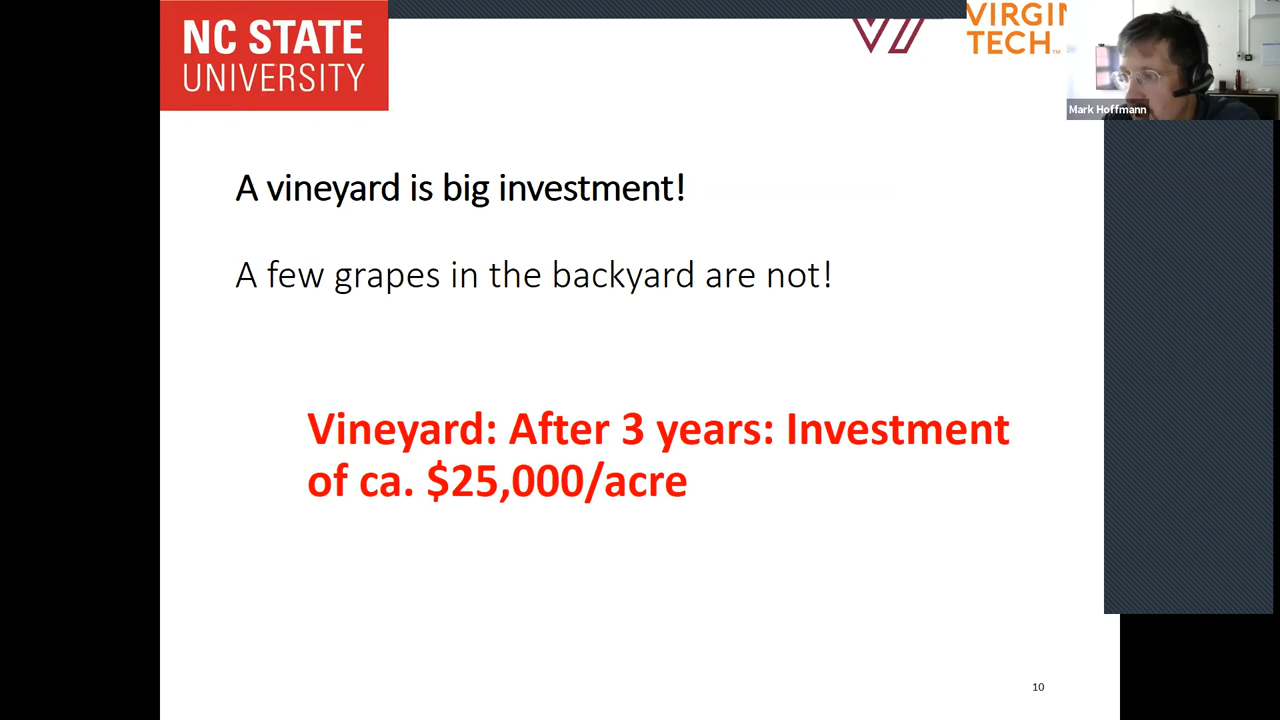 NC STATE
UNIVERSITY
VIRGIN
TECH™
Mark Hoffmann
A vineyard is big investment!
A few grapes in the backyard are not!
Vineyard: After 3 years: Investment
of ca. $25,000/acre
10